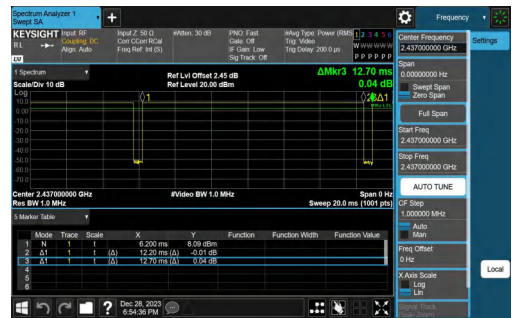 Spectrum Analyzer 1
Swept SA
Frequency
KEYSIGHT
Input: RF
Input Z: 50 Ω
#Atten: 30 dB
PNO: Fast
#Avg Type: Power (RMS
1 2 3 4 5 6
RL
Coupling: DC
Corr CCorr RCal
Gate: Off
Trig: Video
Align: Auto
Freq Ref: Int (S)
IF Gain: Low
Trig Delay: 200.0 µs
Sig Track: Off
P P P P P P
LXI
1 Spectrum
Ref Lvl Offset 2.45 dB
ΔMkr3 12.70 ms
Scale/Div 10 dB
Ref Level 20.00 dBm
0.04 dB
Log
10.0
0.00
-10.0
-20.0
-30.0
-40.0
-50.0
-60.0
-70.0
Center 2.437000000 GHz
#Video BW 1.0 MHz
Span 0 Hz
Res BW 1.0 MHz
Sweep 20.0 ms (1001 pts)
5 Marker Table
Mode Trace Scale X Y Function Function Width Function Value
1 N 1 t 6.200 ms 8.09 dBm
2 Δ1 1 t (Δ) 12.20 ms (Δ) -0.01 dB
3 Δ1 1 t (Δ) 12.70 ms (Δ) 0.04 dB
4
5
6
Dec 28, 2023
6:54:36 PM
Center Frequency
2.437000000 GHz
Settings
Span
0.00000000 Hz
Swept Span
Zero Span
Full Span
Start Freq
2.437000000 GHz
Stop Freq
2.437000000 GHz
AUTO TUNE
CF Step
1.000000 MHz
Auto
Man
Freq Offset
0 Hz
X Axis Scale
Log
Lin
Signal Track
Local